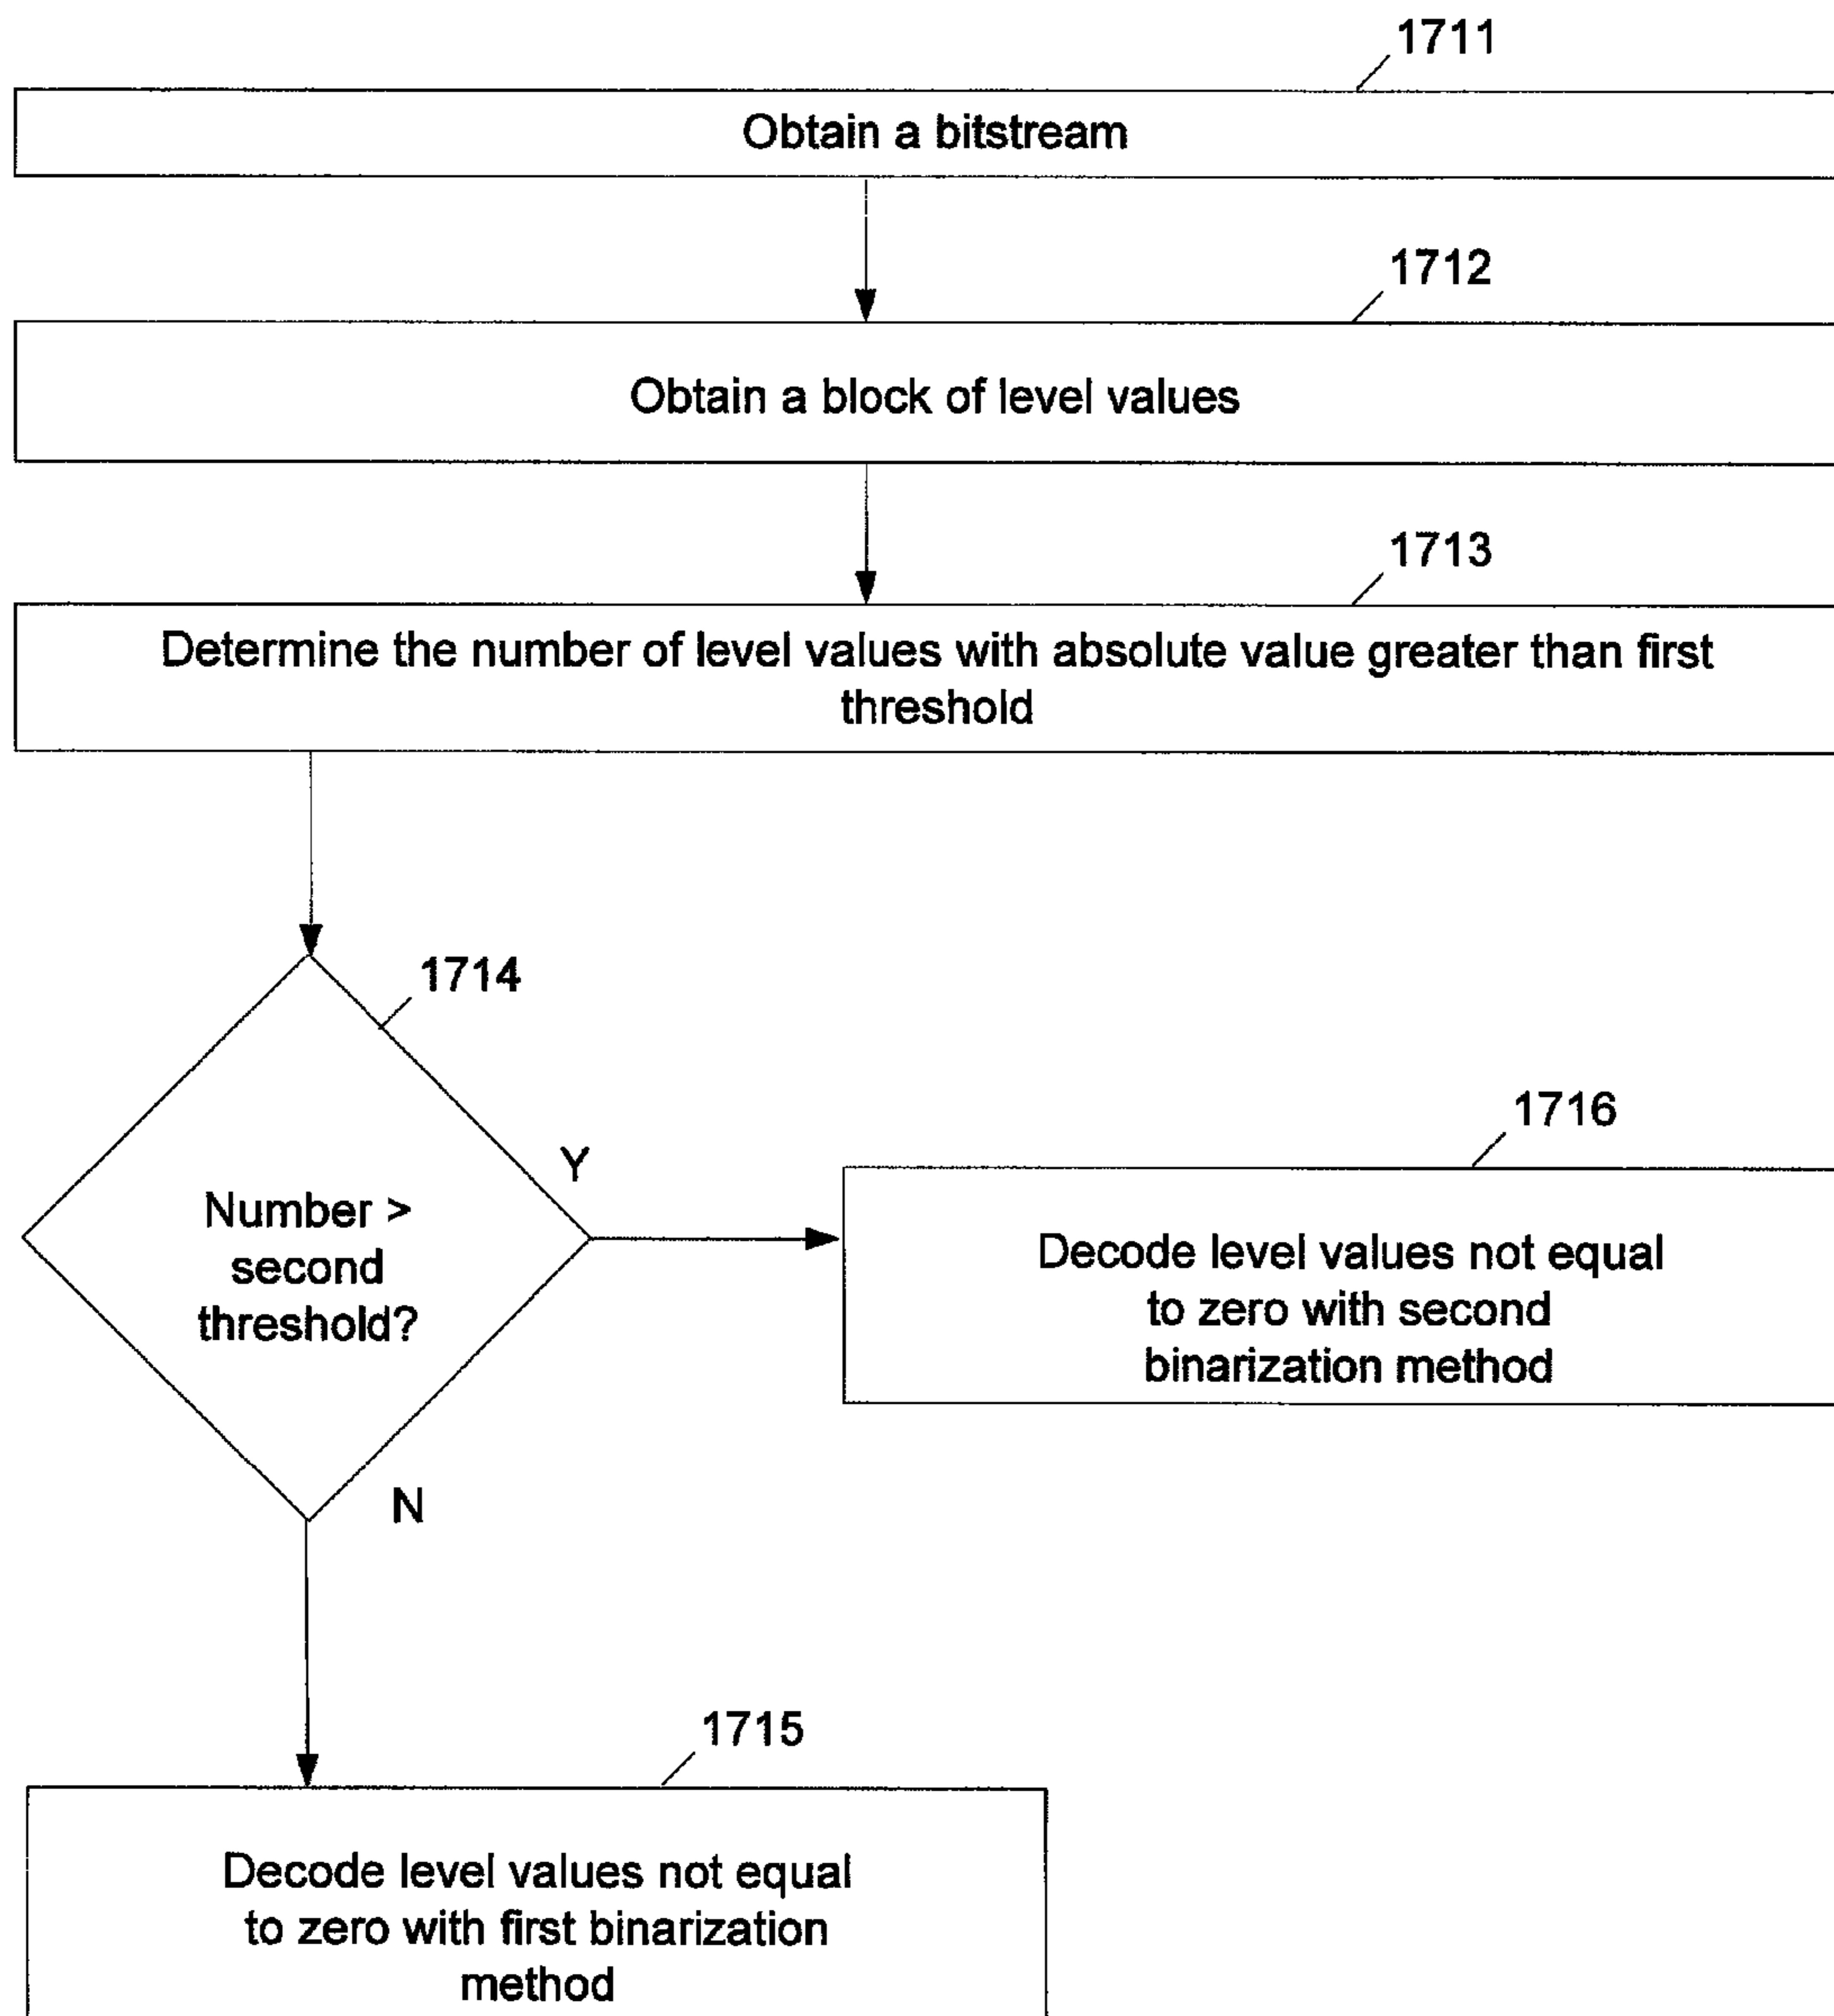 1711
Obtain a bitstream
1712
Obtain a block of level values
1713
Determine the number of level values with absolute value greater than first
threshold
1714
Number >
second
threshold?
Y
N
1716
Decode level values not equal
to zero with second
binarization method
1715
Decode level values not equal
to zero with first binarization
method